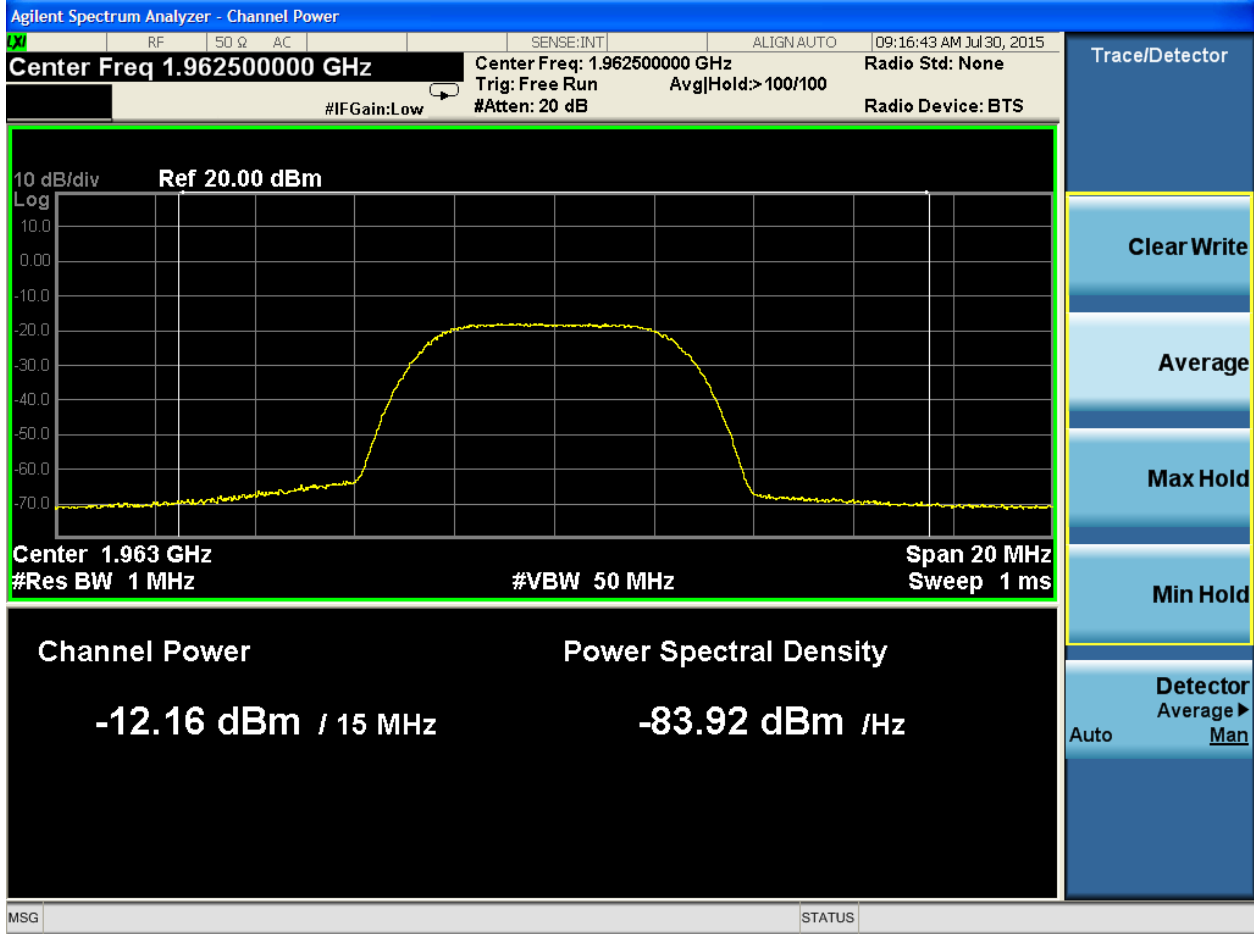 Agilent Spectrum Analyzer - Channel Power
LXI RF 50 Ω AC SENSE:INT ALIGN AUTO 09:16:43 AM Jul 30, 2015
Center Freq 1.962500000 GHz
#IFGain:Low
Center Freq: 1.962500000 GHz
Trig: Free Run Avg|Hold:> 100/100
#Atten: 20 dB
Radio Std: None
Radio Device: BTS
Trace/Detector
10 dB/div Ref 20.00 dBm
Log
10.0
0.00
-10.0
-20.0
-30.0
-40.0
-50.0
-60.0
-70.0
Center 1.963 GHz Span 20 MHz
#Res BW 1 MHz #VBW 50 MHz Sweep 1 ms
Clear Write
Average
Max Hold
Min Hold
Detector
Average
Auto Man
Channel Power Power Spectral Density
-12.16 dBm / 15 MHz -83.92 dBm /Hz
MSG STATUS